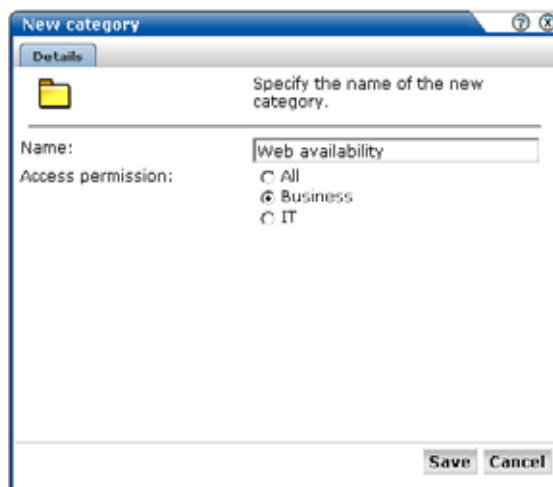 New category
Details
Specify the name of the new
category.
Name:
Web availability
Access permission:
All
Business
IT
Save Cancel